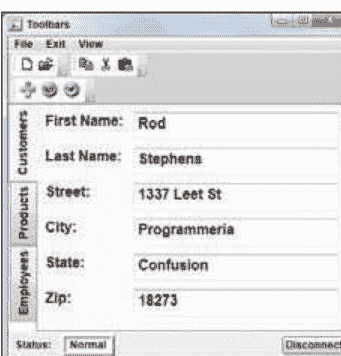 Toolbars
File Exit View
Customers
Products
Employees
First Name: Rod
Last Name: Stephens
Street: 1337 Leet St
City: Programmeria
State: Confusion
Zip: 18273
Status: Normal Disconnect